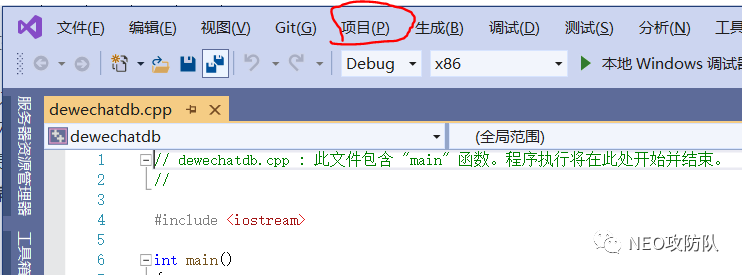 文件(F) 编辑(E) 视图(V) Git(G) 项目(P) 生成(B) 调试(D) 测试(S) 分析(N) 工具
Debug x86 本地 Windows 调试器
服务器资源管理器
工具箱
dewechatdb.cpp
dewechatdb (全局范围)
1 // dewechatdb.cpp : 此文件包含 "main" 函数。程序执行将在此处开始并结束。
2 //
3
4 #include <iostream>
5
6 int main()
NEO攻防队